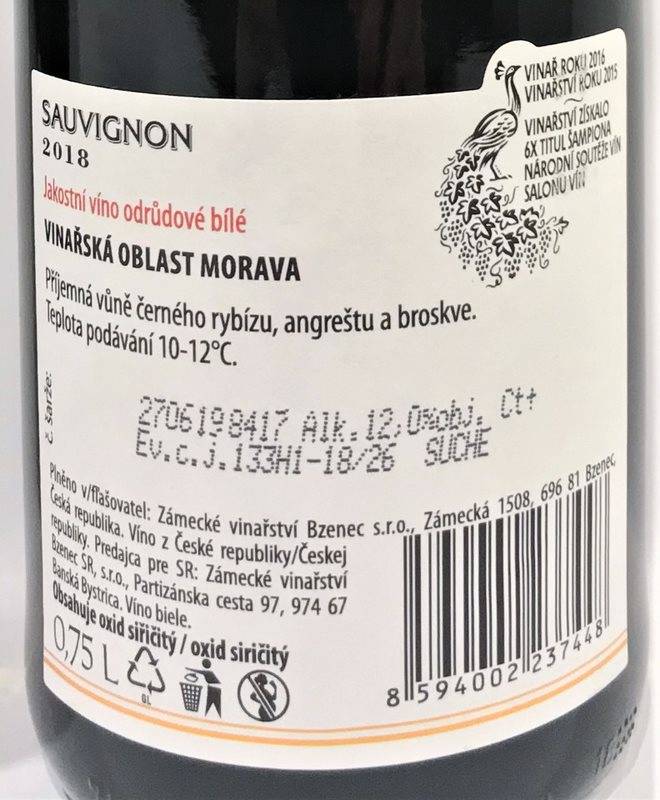 SAUVIGNON
2018
Jakostní víno odrůdové bílé
VINAŘSKÁ OBLAST MORAVA
Příjemná vůně černého rybízu, angreštu a broskve.
Teplota podávání 10-12°C.
VINAŘ ROKU 2016
VINAŘSTVÍ ROKU 2015
VINAŘSTVÍ ZÍSKALO
6X TITUL ŠAMPIONA
NÁRODNÍ SOUTĚŽE VÍN
SALONU VÍN
č. šarže:
2706198417 Alk.12,0%obj. Ct+
Ev.c.j.133H1-18/26 SUCHE
Plněno v/fľašovatel: Zámecké vinařství Bzenec s.r.o., Zámecká 1508, 696 81 Bzenec,
Česká republika. Víno z České republiky/Českej
republiky. Predajca pre SR: Zámecké vinařství
Bzenec SR, s.r.o., Partizánska cesta 97, 974 67
Banská Bystrica. Víno biele.
Obsahuje oxid siřičitý / oxid siričitý
0,75 L
GL
8 594002 237448